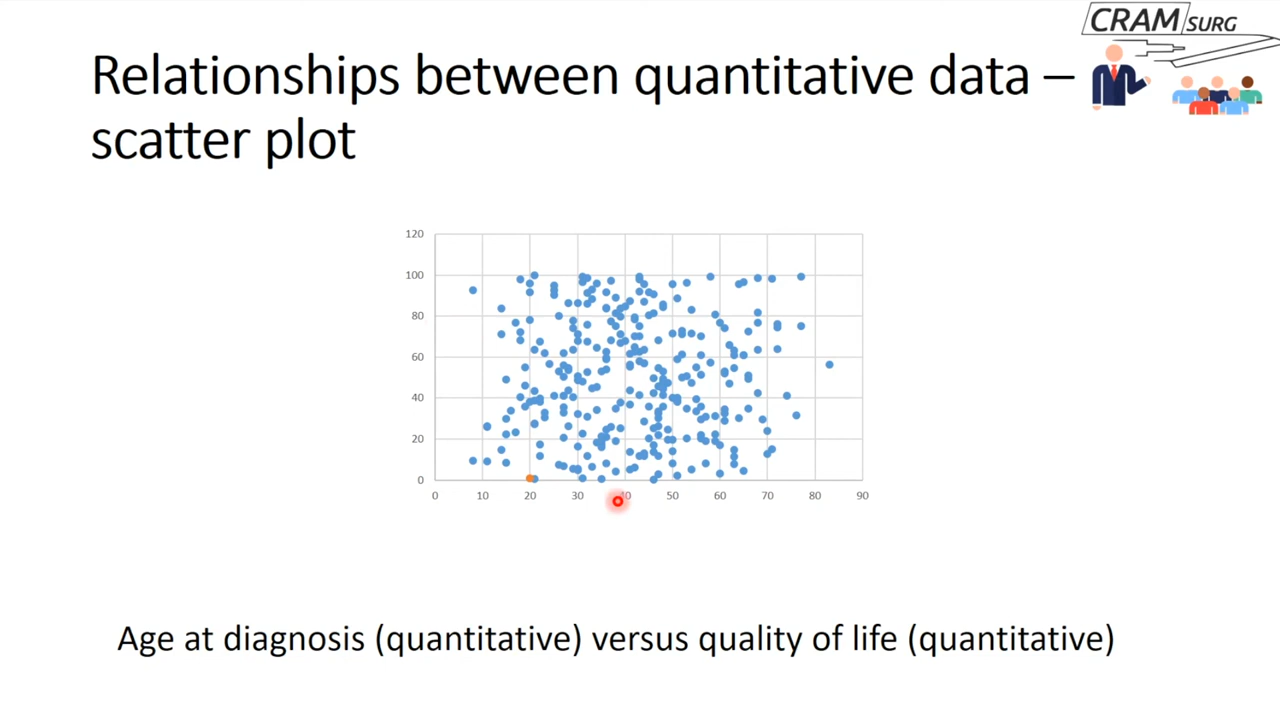 CRAM SURG
Relationships between quantitative data –
scatter plot
120
100
80
60
40
20
0
0 10 20 30 40 50 60 70 80 90
Age at diagnosis (quantitative) versus quality of life (quantitative)